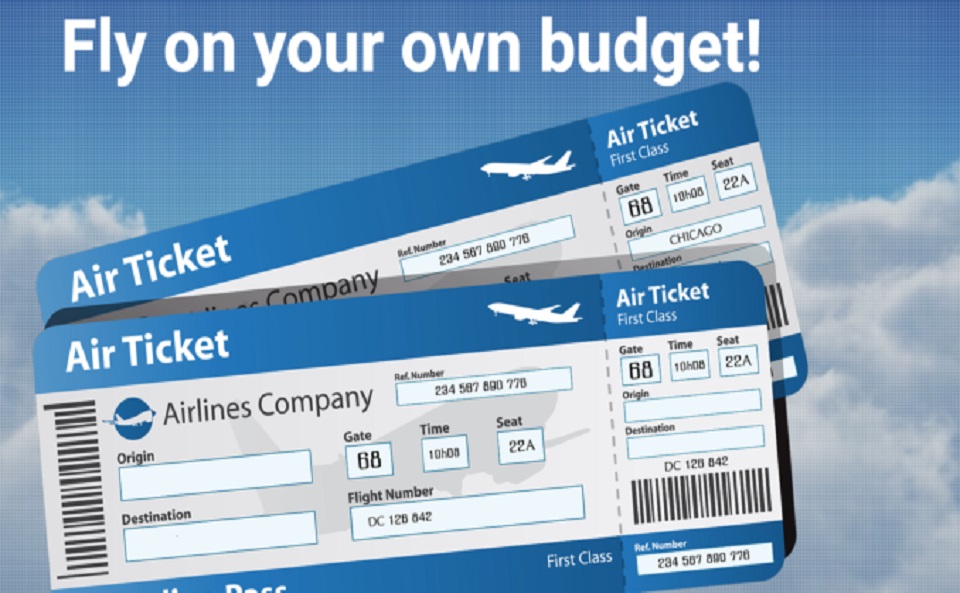 Fly on your own budget!
Air Ticket
First Class
Gate Time Seat
68 10h08 22A
Origin
CHICAGO
Destination
Air Ticket
Ref. Number
234 567 890 776
Company
Seat
Air Ticket
Air Ticket
First Class
Airlines Company
Ref. Number
234 567 890 776
Gate Time Seat
68 10h08 22A
Origin
Destination
Flight Number
DC 126 842
Gate Time Seat
68 10h08 22A
Origin
Destination
DC 126 842
First Class
Ref. Number
234 567 890 776
Pass